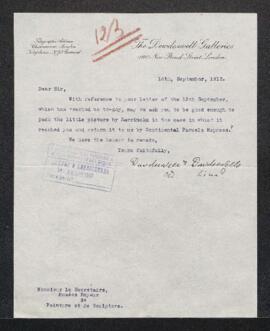 12/3
The Dowdeswell Galleries
160 New Bond Street, London.
14th, September, 1912.
Dear Sir,
With reference to your letter of the 12th September,
which has reached us to-day, may we ask you to be good enough to
pack the little picture by in the case in which it
reached you and return it to us by Continental Parcels Express.
We have the honour to remain,
Yours faithfully,
Dowdeswell & Dowdeswells
Ltd
Monsieur le Secretaire,
Musées Royaux
de
Peinture et de Sculpture.